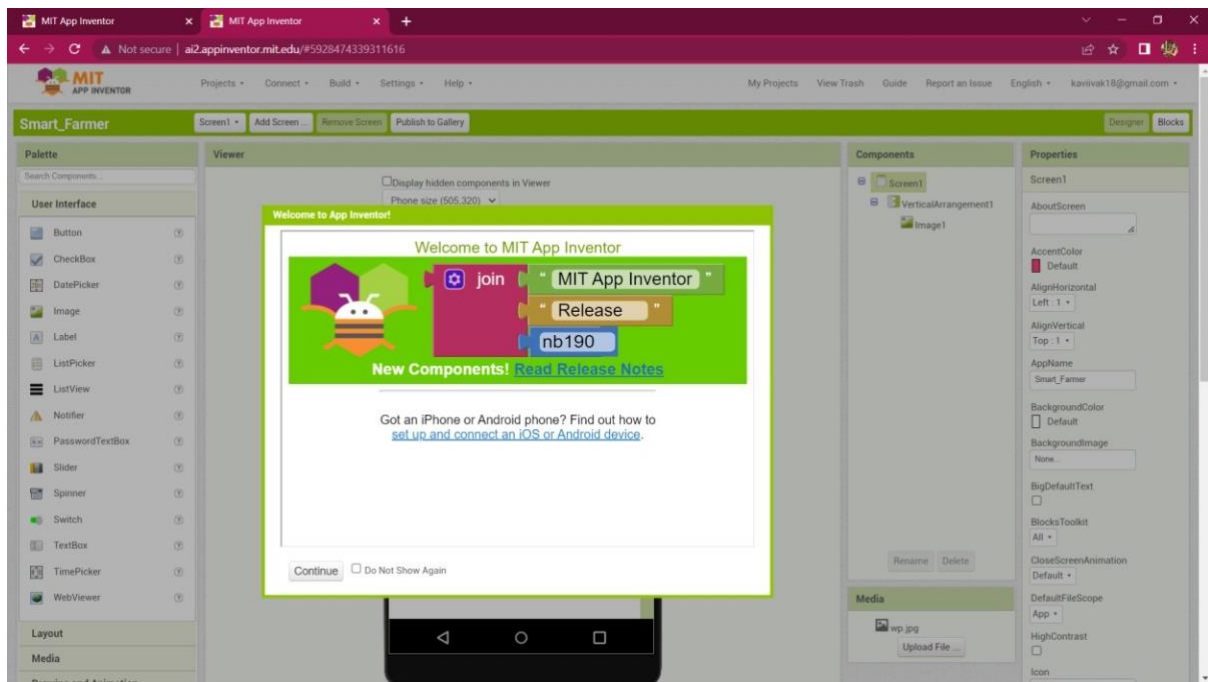 MIT App Inventor
MIT App Inventor
Not secure | ai2.appinventor.mit.edu/#5928474339311616
MIT
APP INVENTOR
Projects Connect Build Settings Help My Projects View Trash Guide Report an Issue English kaviivak18@gmail.com
Smart_Farmer Screen1 Add Screen ... Remove Screen Publish to Gallery Designer Blocks
Palette
Search Components...
User Interface
Button
CheckBox
DatePicker
Image
Label
ListPicker
ListView
Notifier
PasswordTextBox
Slider
Spinner
Switch
TextBox
TimePicker
WebViewer
Layout
Media
Drawing and Animation
Viewer
Display hidden components in Viewer
Phone size (505,320)
Welcome to App Inventor!
Welcome to MIT App Inventor
join " MIT App Inventor "
" Release "
nb190
New Components! Read Release Notes
Got an iPhone or Android phone? Find out how to
set up and connect an iOS or Android device.
Continue Do Not Show Again
Components
Screen1
VerticalArrangement1
Image1
Rename Delete
Media
wp.jpg
Upload File ...
Properties
Screen1
AboutScreen
AccentColor
Default
AlignHorizontal
Left : 1
AlignVertical
Top : 1
AppName
Smart_Farmer
BackgroundColor
Default
BackgroundImage
None...
BigDefaultText
BlocksToolkit
All
CloseScreenAnimation
Default
DefaultFileScope
App
HighContrast
Icon